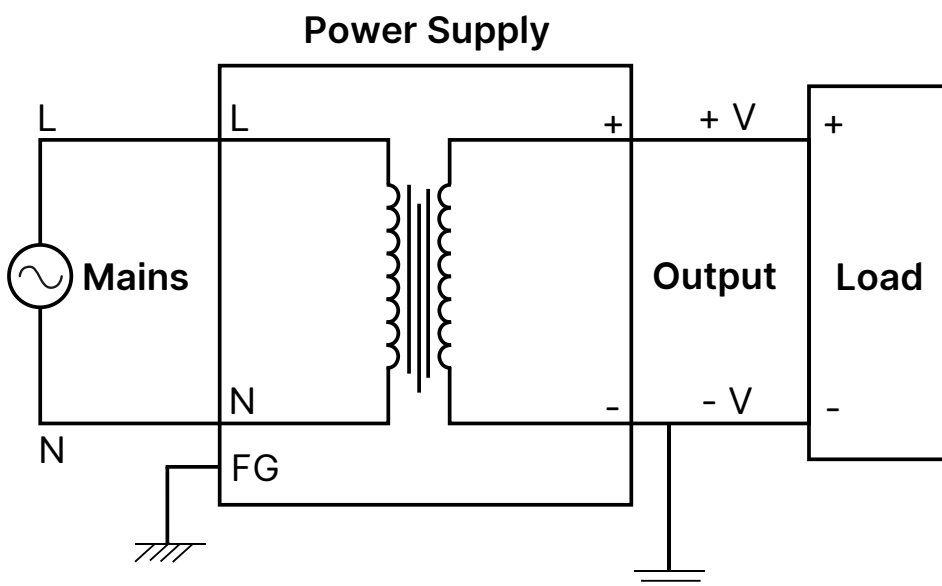 Power Supply
L
L
+
+ V
+
Mains
Output
Load
N
N
-
- V
-
FG